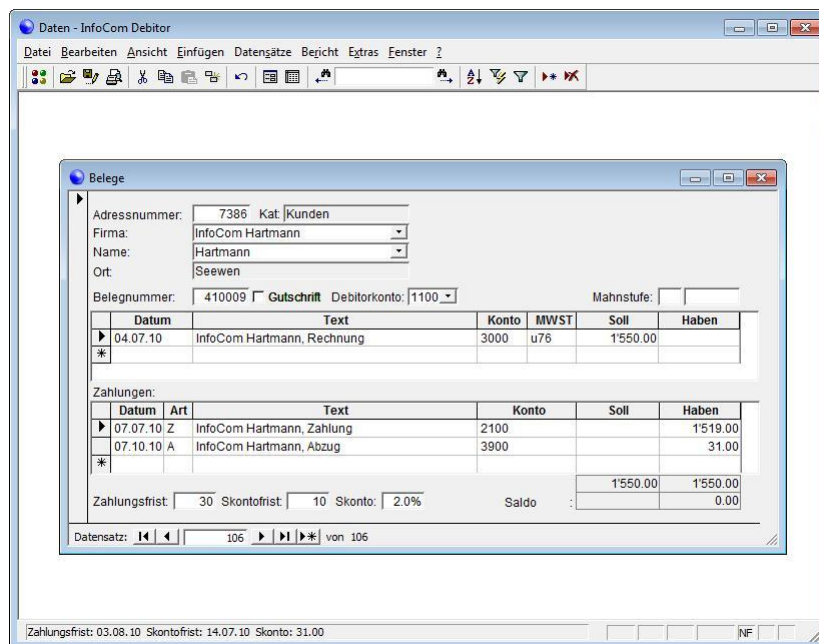 Daten - InfoCom Debitor
Datei Bearbeiten Ansicht Einfügen Datensätze Bericht Extras Fenster ?
Belege
Adressnummer: 7386 Kat: Kunden
Firma: InfoCom Hartmann
Name: Hartmann
Ort: Seewen
Belegnummer: 410009 Gutschrift Debitorkonto: 1100 Mahnstufe:
Datum Text Konto MWST Soll Haben
04.07.10 InfoCom Hartmann, Rechnung 3000 u76 1'550.00
Zahlungen:
Datum Art Text Konto Soll Haben
07.07.10 Z InfoCom Hartmann, Zahlung 2100 1'519.00
07.10.10 A InfoCom Hartmann, Abzug 3900 31.00
1'550.00 1'550.00
Zahlungsfrist: 30 Skontofrist: 10 Skonto: 2.0% Saldo : 0.00
Datensatz: 106 von 106
Zahlungsfrist: 03.08.10 Skontofrist: 14.07.10 Skonto: 31.00 NF